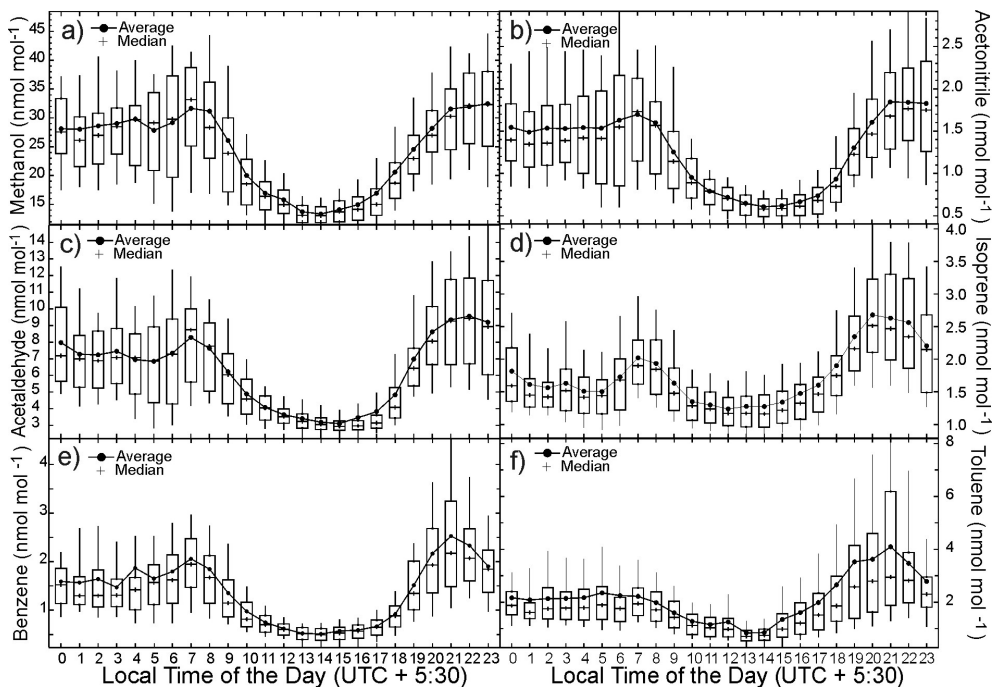 a)
Average
Median
45
40
35
30
25
20
15
Methanol (nmol mol-1)
b)
Average
Median
2.5
2.0
1.5
1.0
0.5
Acetonitrile (nmol mol-1)
c)
Average
Median
14
13
12
11
10
9
8
7
6
5
4
3
Acetaldehyde (nmol mol-1)
d)
Average
Median
4.0
3.5
3.0
2.5
2.0
1.5
1.0
Isoprene (nmol mol-1)
e)
Average
Median
4
3
2
1
Benzene (nmol mol -1)
0 1 2 3 4 5 6 7 8 9 10 11 12 13 14 15 16 17 18 19 20 21 22 23
Local Time of the Day (UTC + 5:30)
f)
Average
Median
8
6
4
2
Toluene (nmol mol -1)
0 1 2 3 4 5 6 7 8 9 10 11 12 13 14 15 16 17 18 19 20 21 22 23
Local Time of the Day (UTC + 5:30)